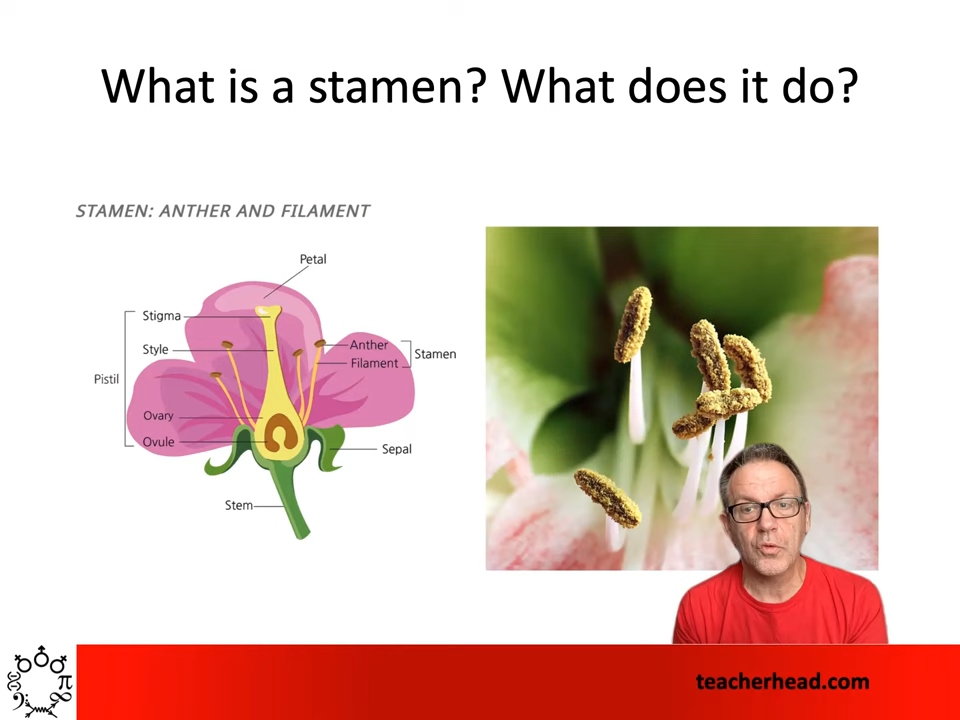 What is a stamen? What does it do?
STAMEN: ANTHER AND FILAMENT
Petal
Stigma
Style
Pistil
Ovary
Ovule
Stem
Anther
Filament
Stamen
Sepal
teacherhead.com